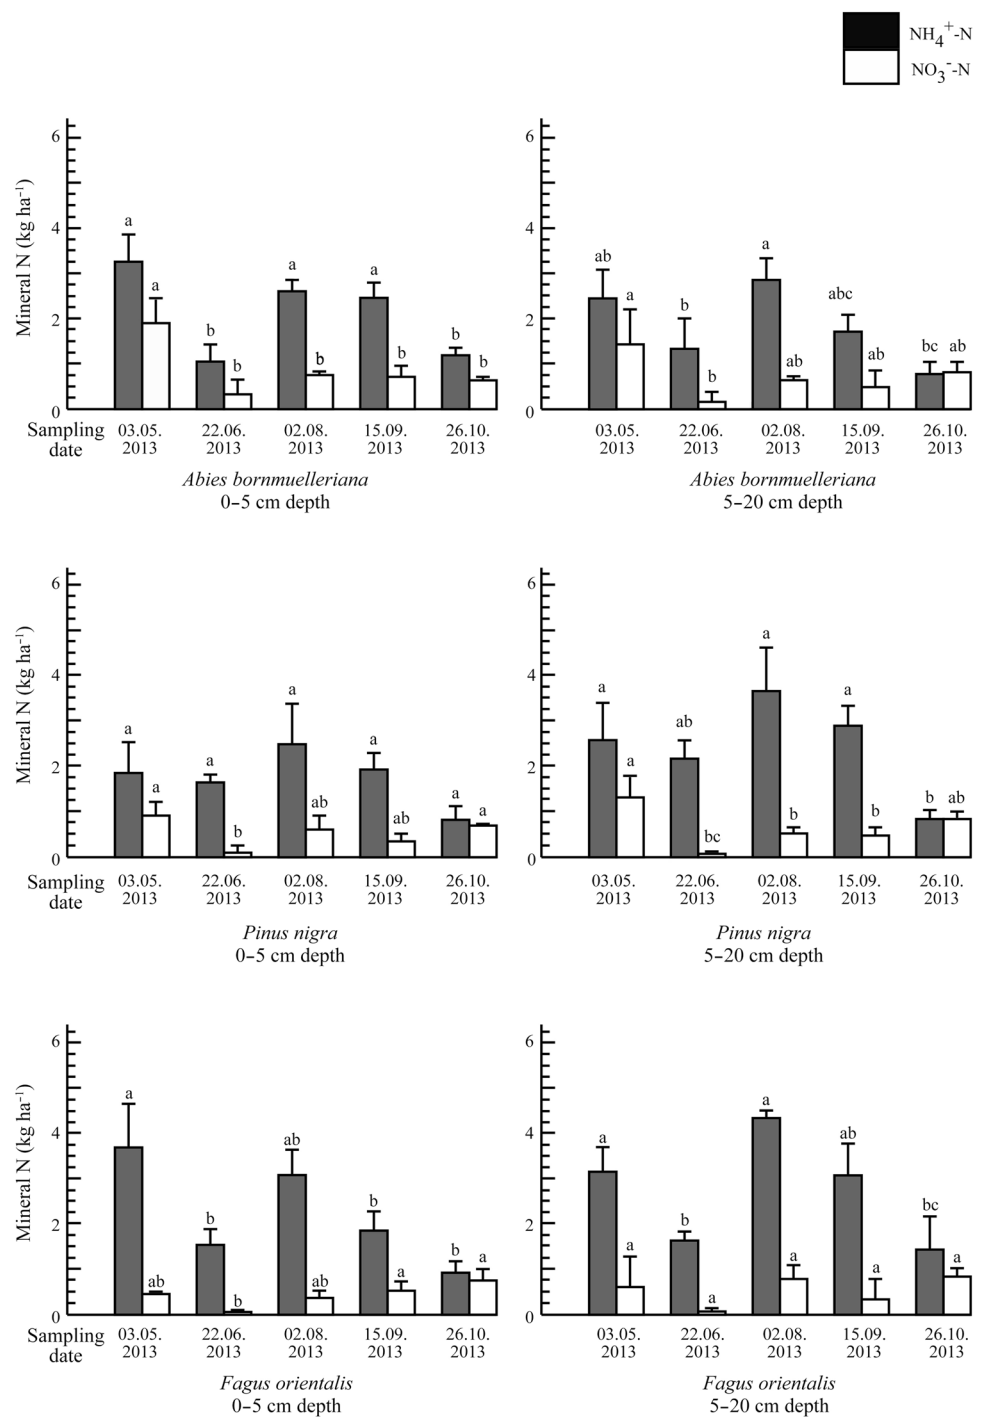 NH4+-N
NO3--N
Mineral N (kg ha–1)
6
4
2
0
a
a
b
b
a
b
a
b
b
b
Sampling date
03.05. 2013
22.06. 2013
02.08. 2013
15.09. 2013
26.10. 2013
Abies bornmuelleriana
0–5 cm depth
6
4
2
0
ab
a
b
b
a
ab
abc
ab
bc
ab
03.05. 2013
22.06. 2013
02.08. 2013
15.09. 2013
26.10. 2013
Abies bornmuelleriana
5–20 cm depth
Mineral N (kg ha–1)
6
4
2
0
a
a
a
b
a
ab
a
ab
a
a
Sampling date
03.05. 2013
22.06. 2013
02.08. 2013
15.09. 2013
26.10. 2013
Pinus nigra
0–5 cm depth
6
4
2
0
a
a
ab
bc
a
b
a
b
b
ab
03.05. 2013
22.06. 2013
02.08. 2013
15.09. 2013
26.10. 2013
Pinus nigra
5–20 cm depth
Mineral N (kg ha–1)
6
4
2
0
a
ab
b
b
ab
ab
b
a
b
a
Sampling date
03.05. 2013
22.06. 2013
02.08. 2013
15.09. 2013
26.10. 2013
Fagus orientalis
0–5 cm depth
6
4
2
0
a
a
b
a
a
a
ab
a
bc
a
03.05. 2013
22.06. 2013
02.08. 2013
15.09. 2013
26.10. 2013
Fagus orientalis
5–20 cm depth